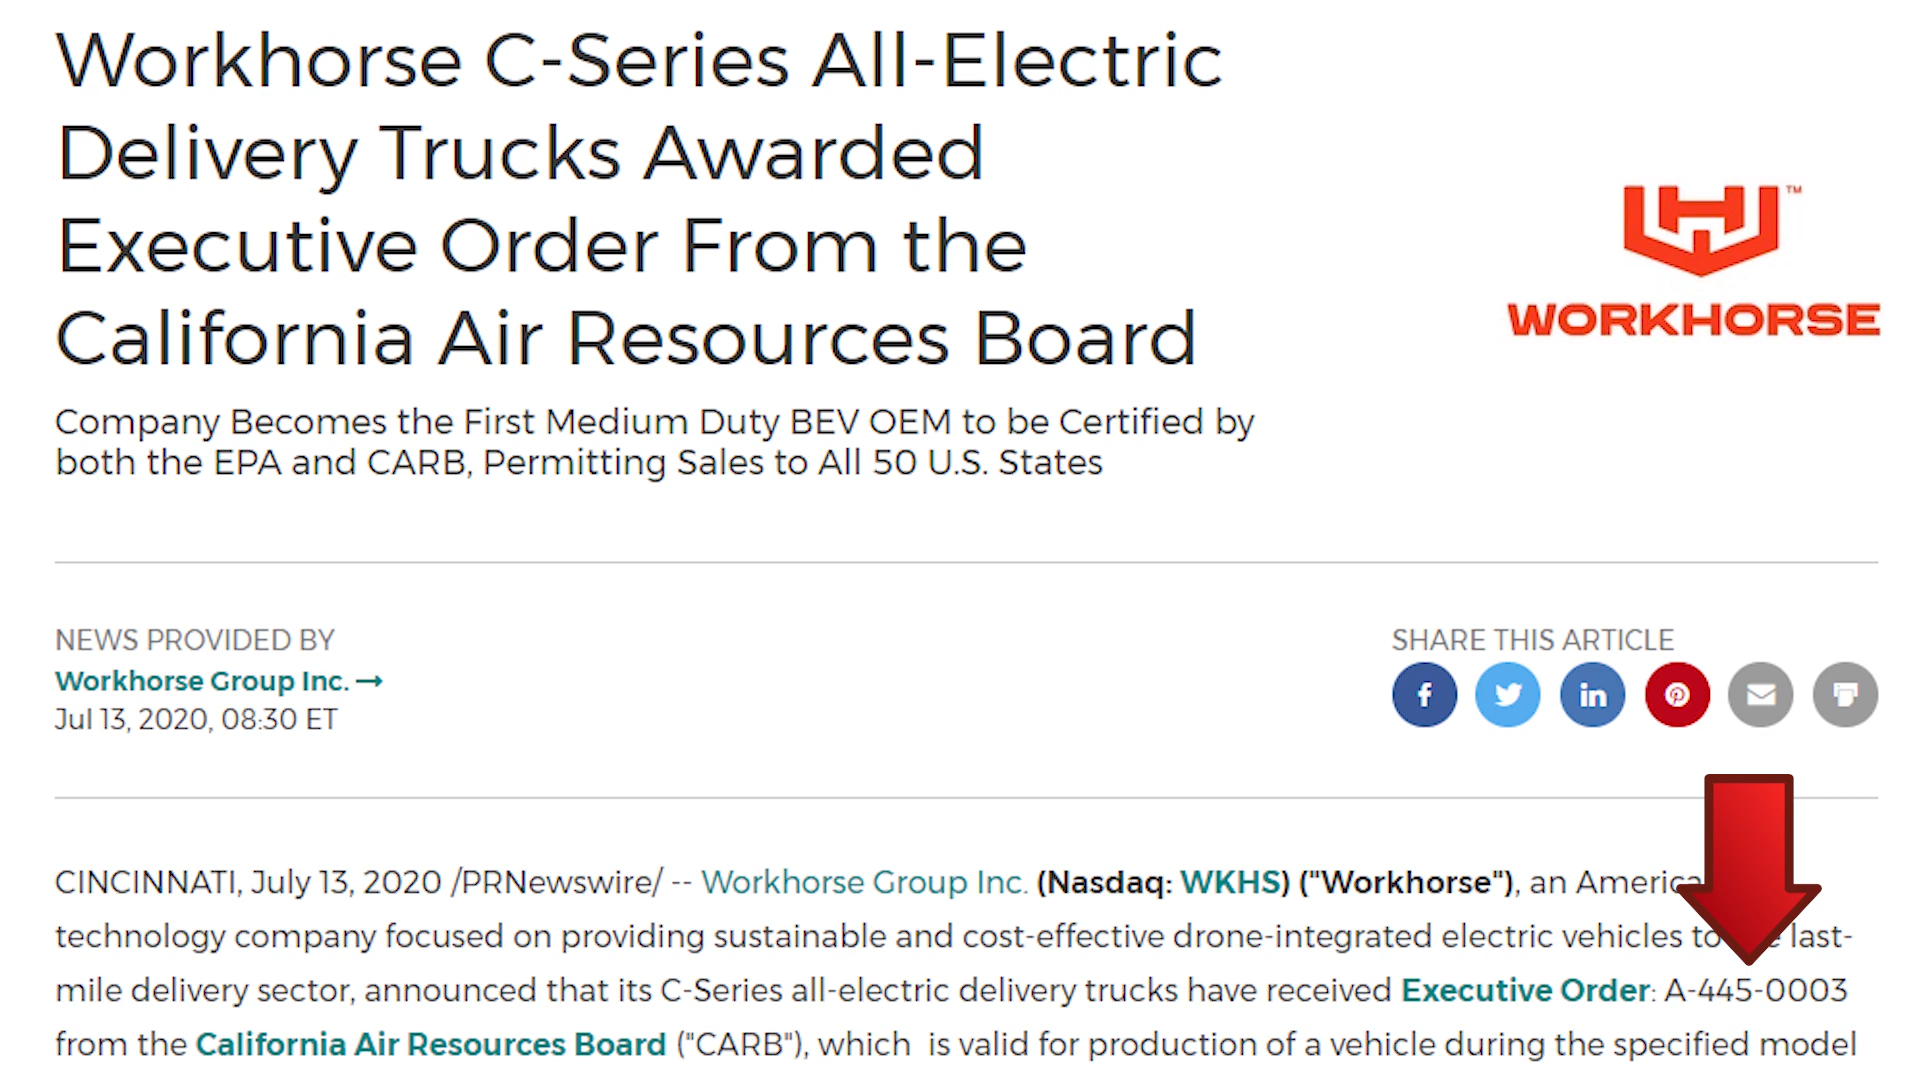 Workhorse C-Series All-Electric
Delivery Trucks Awarded
Executive Order From the
California Air Resources Board
TM
WORKHORSE
Company Becomes the First Medium Duty BEV OEM to be Certified by
both the EPA and CARB, Permitting Sales to All 50 U.S. States
NEWS PROVIDED BY
Workhorse Group Inc.
Jul 13, 2020, 08:30 ET
SHARE THIS ARTICLE
CINCINNATI, July 13, 2020 /PRNewswire/ -- Workhorse Group Inc. (Nasdaq: WKHS) ("Workhorse"), an
technology company focused on providing sustainable and cost-effective drone-integrated electric vehicles to last-
mile delivery sector, announced that its C-Series all-electric delivery trucks have received Executive Order: A-445-0003
from the California Air Resources Board ("CARB"), which is valid for production of a vehicle during the specified model